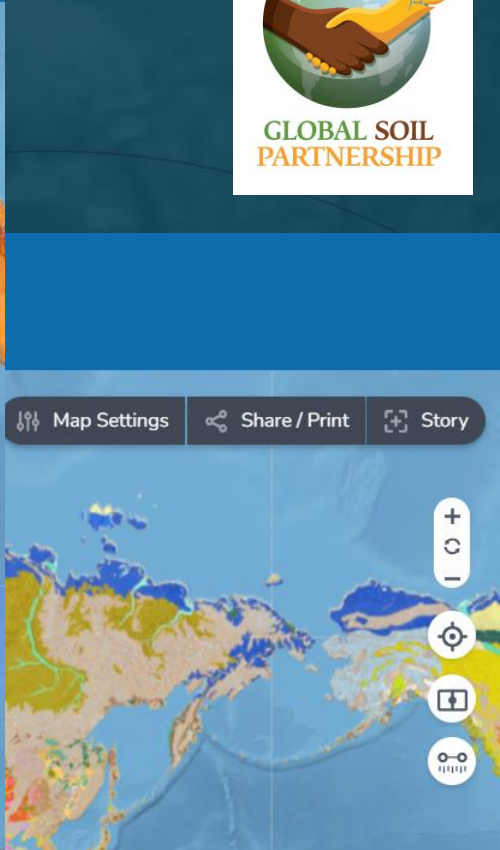 GLOBAL SOIL
PARTNERSHIP
Map Settings
Share / Print
Story